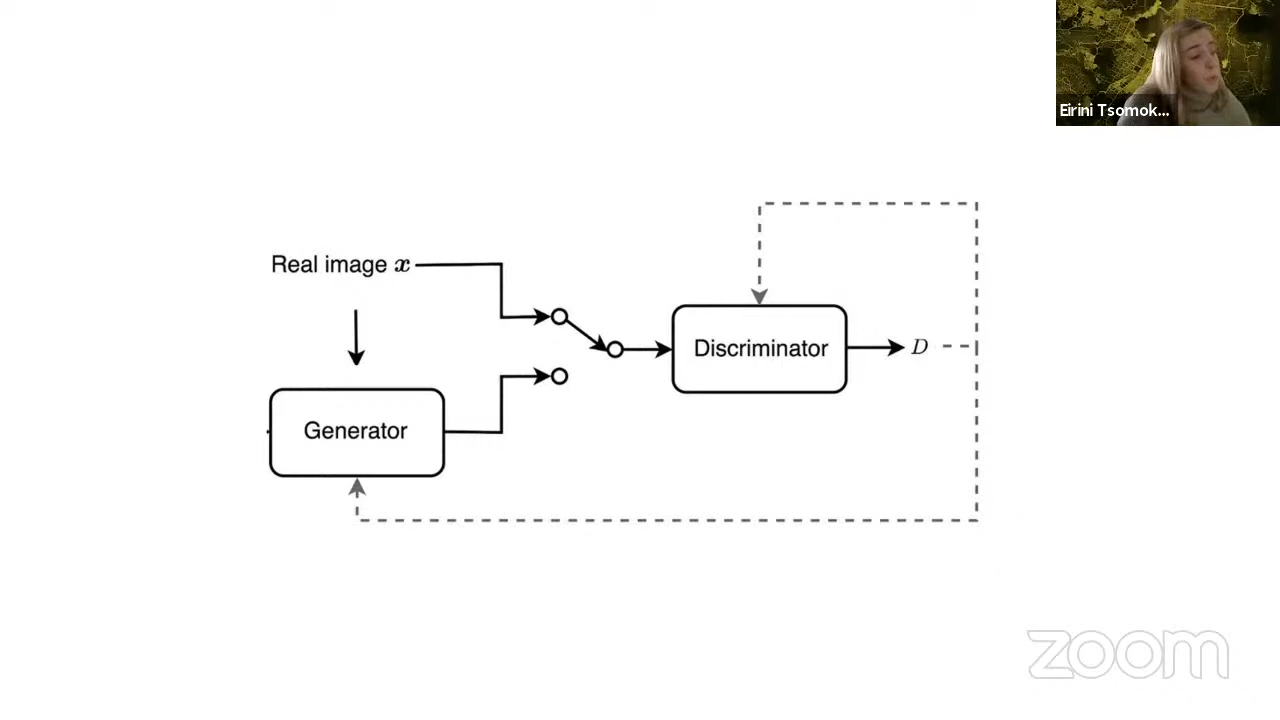 Eirini Tsomok...
Real image x
Discriminator
D
Generator
zoom